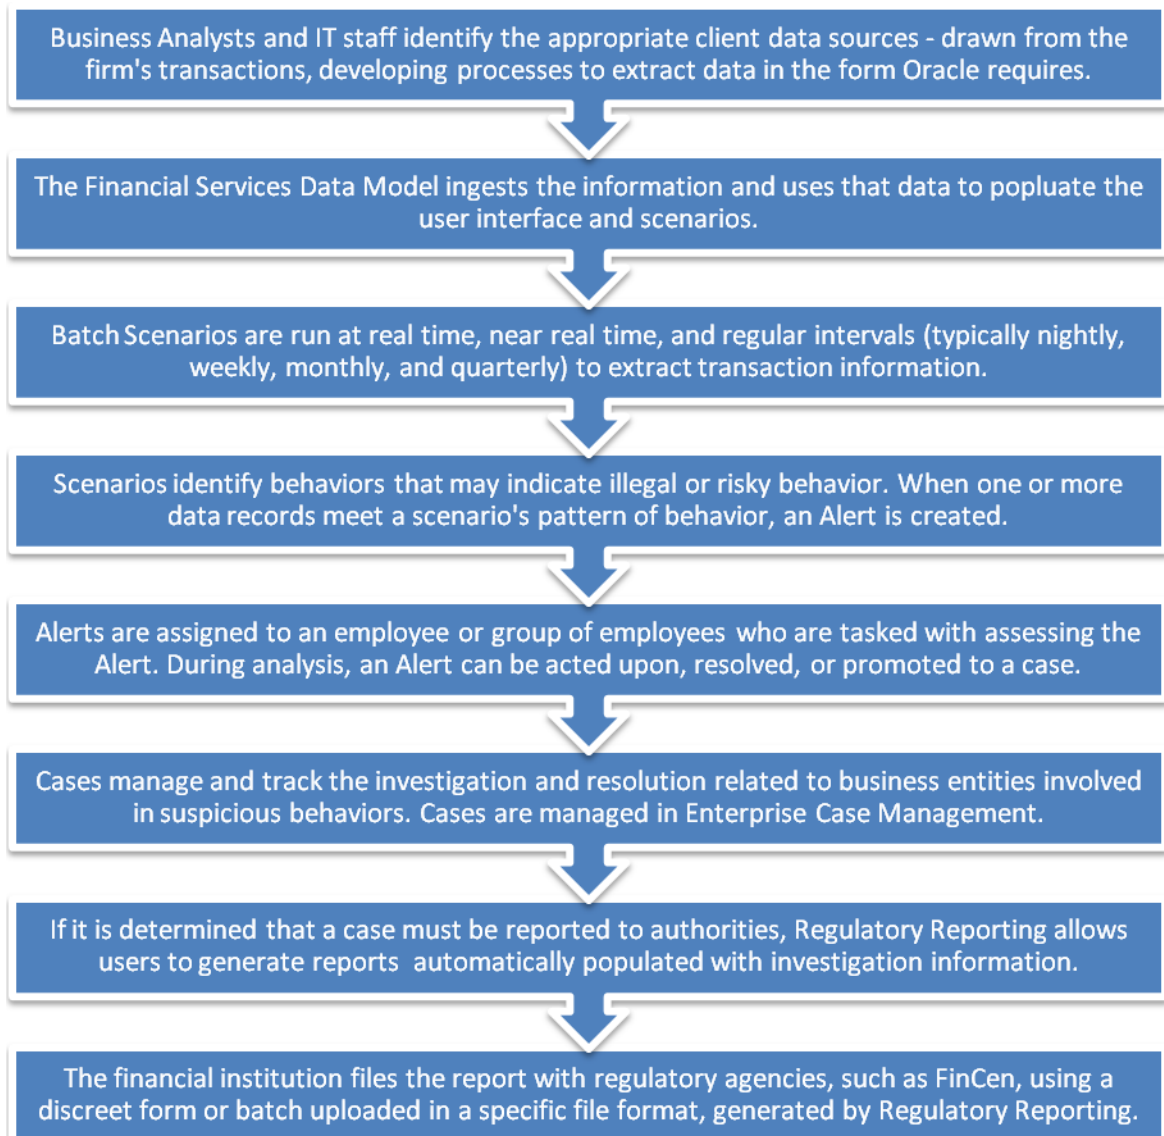 Business Analysts and IT staff identify the appropriate client data sources - drawn from the
firm's transactions, developing processes to extract data in the form Oracle requires.
The Financial Services Data Model ingests the information and uses that data to popluate the
user interface and scenarios.
Batch Scenarios are run at real time, near real time, and regular intervals (typically nightly,
weekly, monthly, and quarterly) to extract transaction information.
Scenarios identify behaviors that may indicate illegal or risky behavior. When one or more
data records meet a scenario's pattern of behavior, an Alert is created.
Alerts are assigned to an employee or group of employees who are tasked with assessing the
Alert. During analysis, an Alert can be acted upon, resolved, or promoted to a case.
Cases manage and track the investigation and resolution related to business entities involved
in suspicious behaviors. Cases are managed in Enterprise Case Management.
If it is determined that a case must be reported to authorities, Regulatory Reporting allows
users to generate reports automatically populated with investigation information.
The financial institution files the report with regulatory agencies, such as FinCen, using a
discreet form or batch uploaded in a specific file format, generated by Regulatory Reporting.